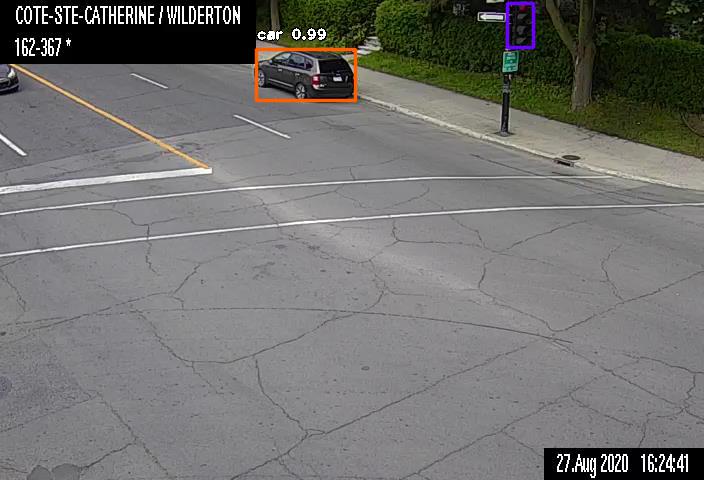 COTE-STE-CATHERINE / WILDERTON
162-367 *
car 0.99
27.Aug 2020 16:24:41